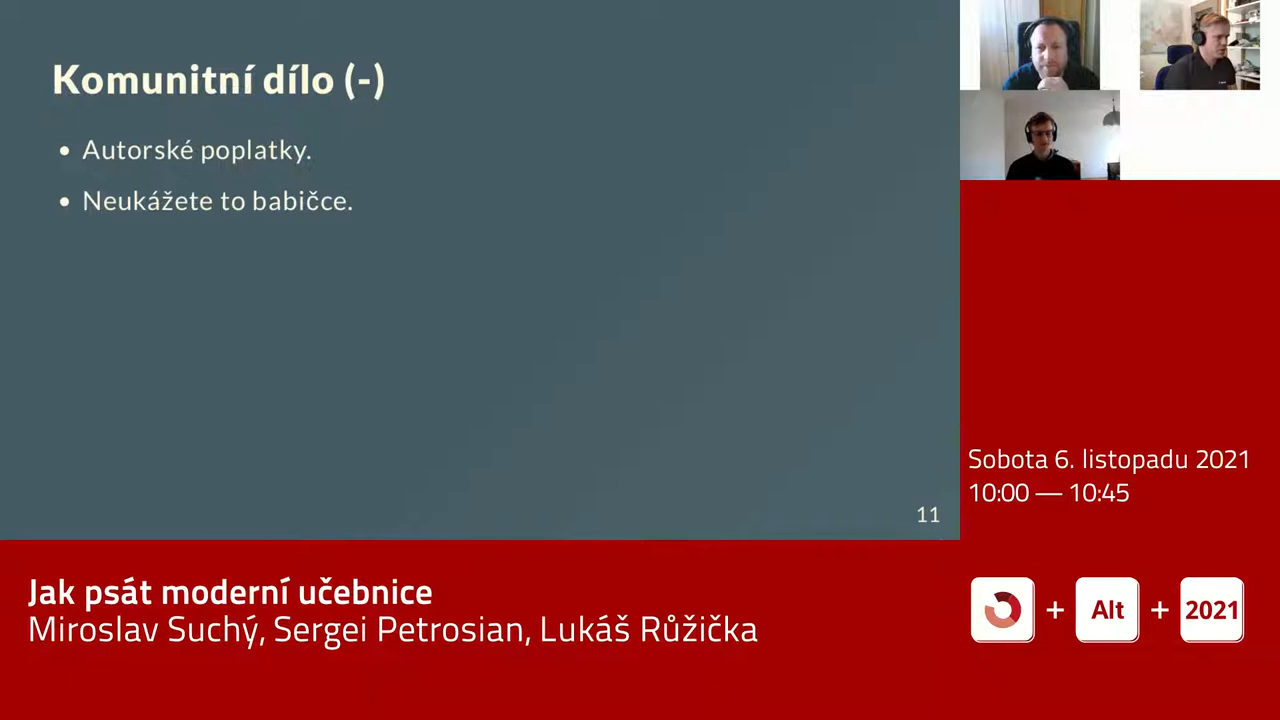 Komunitní dílo (-)
• Autorské poplatky.
• Neukážete to babičce.
11
Sobota 6. listopadu 2021
10:00 — 10:45
Jak psát moderní učebnice
Miroslav Suchý, Sergei Petrosian, Lukáš Růžička
+ Alt + 2021